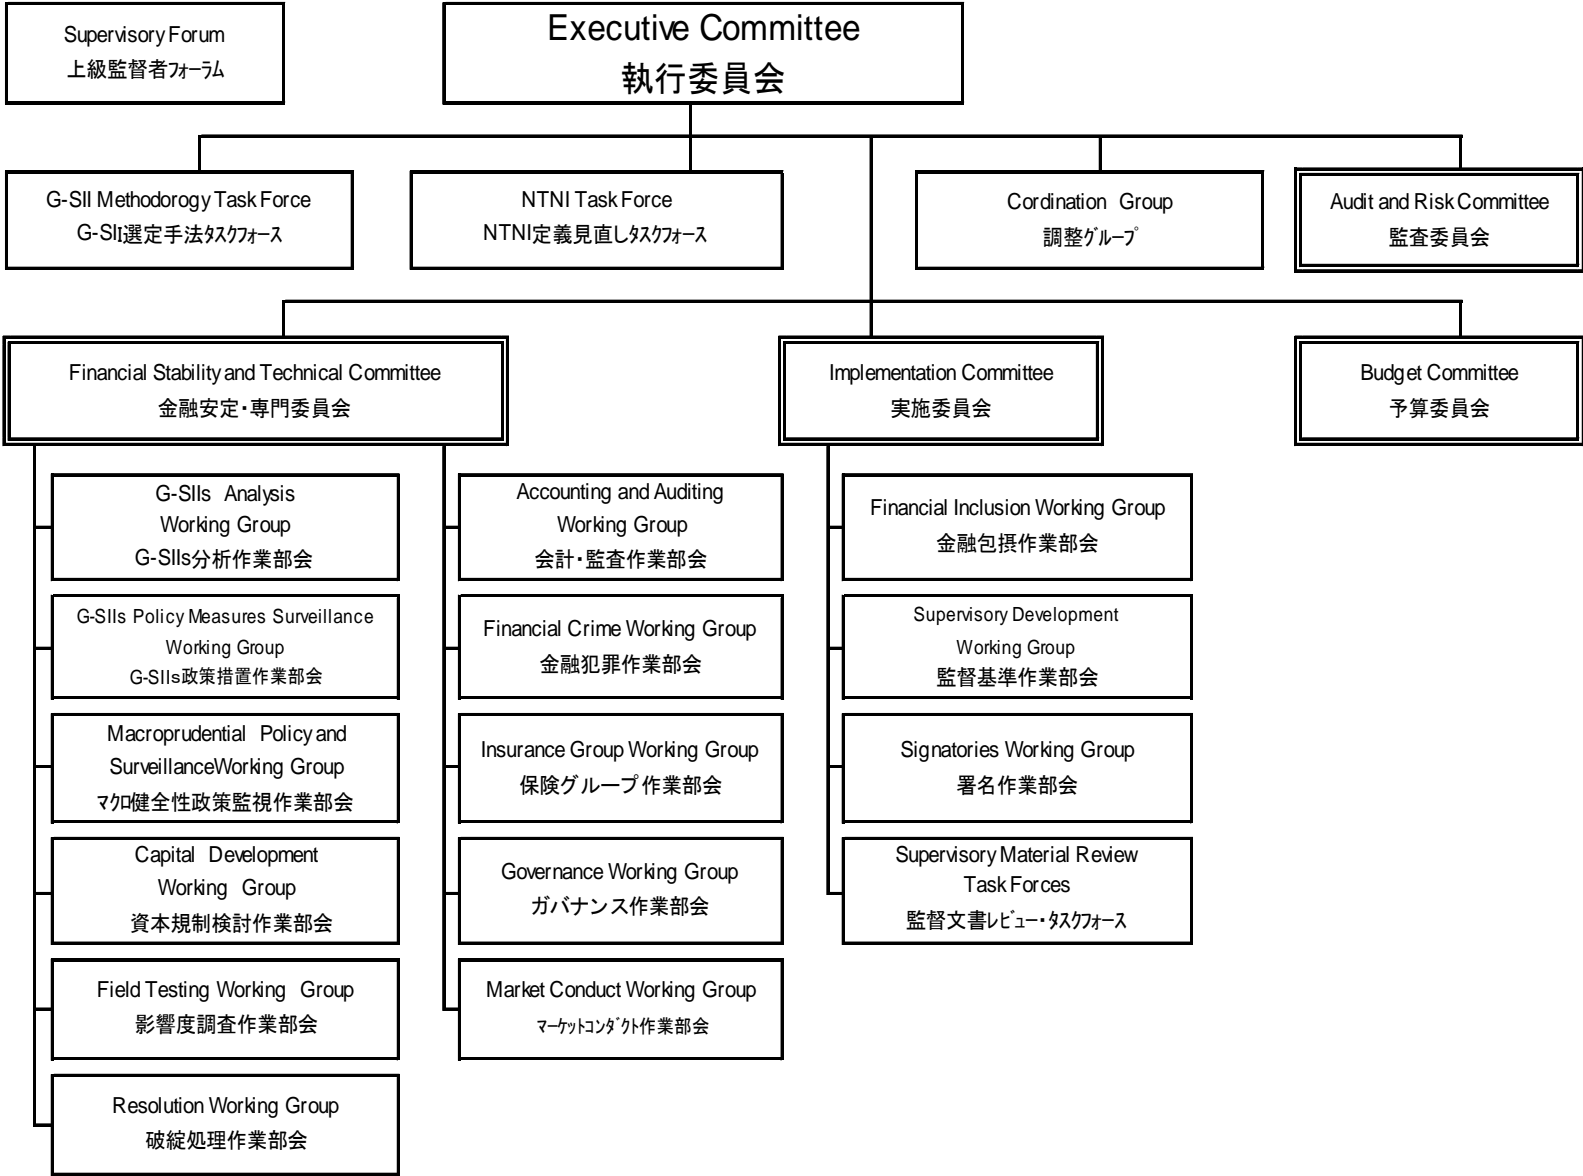 Supervisory Forum
上級監督者フォーラム
Executive Committee
執行委員会
G-SII Methodorogy Task Force
G-SII選定手法タスクフォース
NTNI Task Force
NTNI定義見直しタスクフォース
Cordination Group
調整グループ
Audit and Risk Committee
監査委員会
Financial Stability and Technical Committee
金融安定・専門委員会
Implementation Committee
実施委員会
Budget Committee
予算委員会
G-SIIs Analysis
Working Group
G-SIIs分析作業部会
G-SIIs Policy Measures Surveillance
Working Group
G-SIIs政策措置作業部会
Macroprudential Policy and
SurveillanceWorking Group
マクロ健全性政策監視作業部会
Capital Development
Working Group
資本規制検討作業部会
Field Testing Working Group
影響度調査作業部会
Resolution Working Group
破綻処理作業部会
Accounting and Auditing
Working Group
会計・監査作業部会
Financial Crime Working Group
金融犯罪作業部会
Insurance Group Working Group
保険グループ作業部会
Governance Working Group
ガバナンス作業部会
Market Conduct Working Group
マーケットコンダクト作業部会
Financial Inclusion Working Group
金融包摂作業部会
Supervisory Development
Working Group
監督基準作業部会
Signatories Working Group
署名作業部会
Supervisory Material Review
Task Forces
監督文書レビュー・タスクフォース